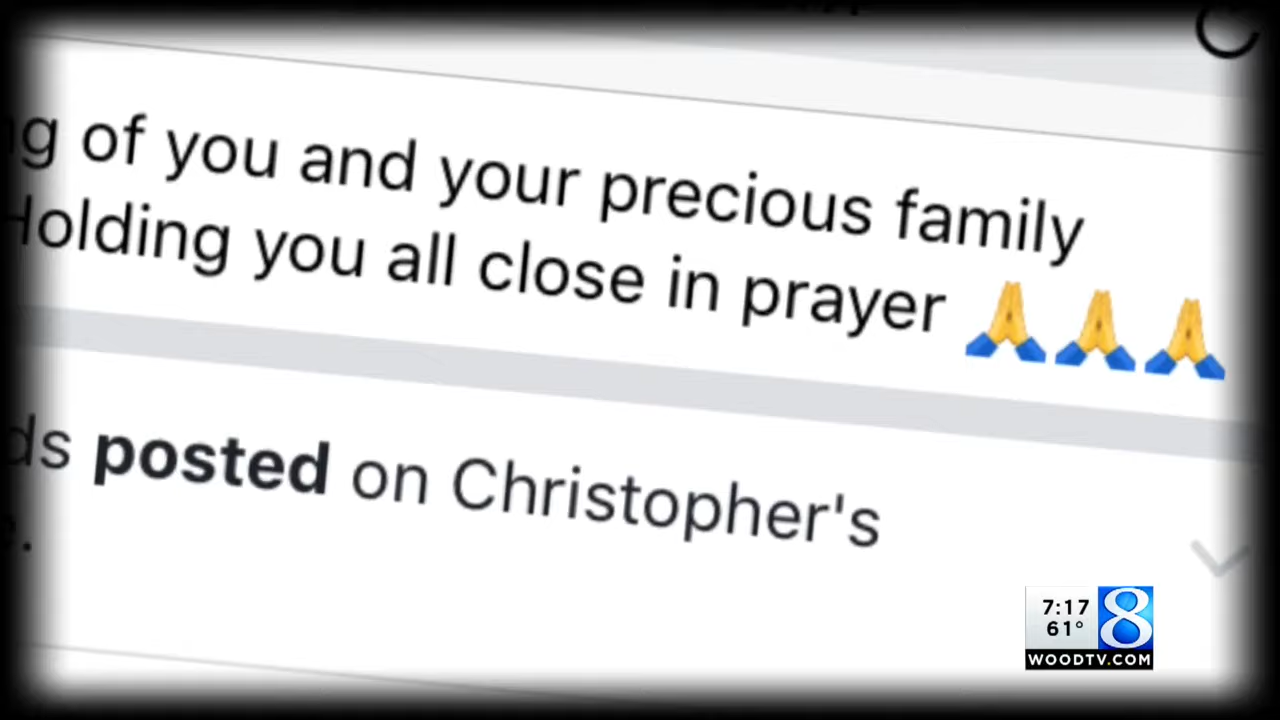 of you and your precious family
Holding you all close in prayer 🙏🙏🙏
posted on Christopher's
7:17
61°
8
WOODTV.COM